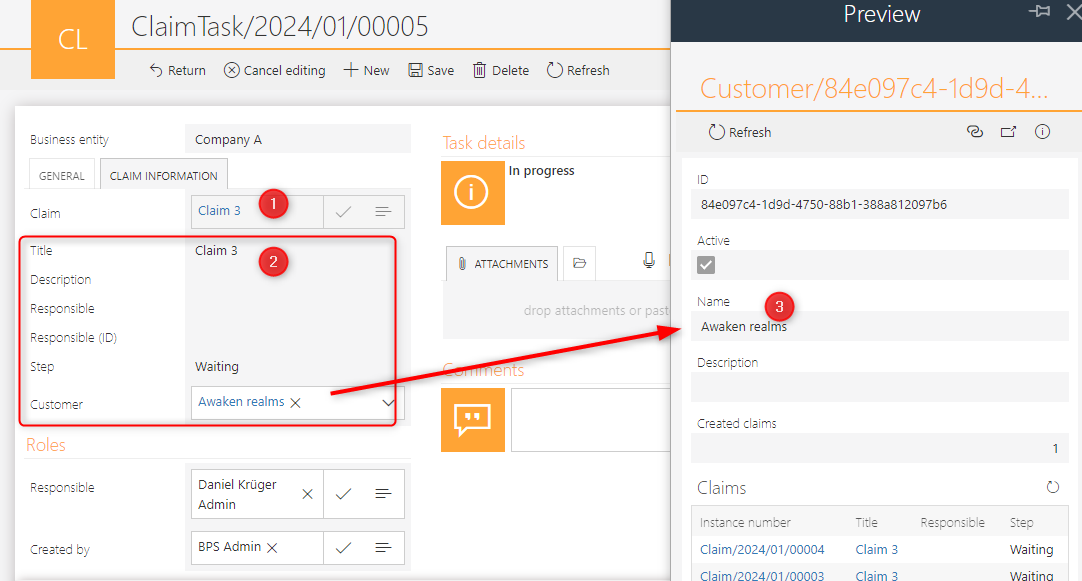 CL
ClaimTask/2024/01/00005
Return
Cancel editing
New
Save
Delete
Refresh
Business entity
Company A
GENERAL
CLAIM INFORMATION
Claim
Claim 3
1
Title
Claim 3
2
Description
Responsible
Responsible (ID)
Step
Waiting
Customer
Awaken realms
Roles
Responsible
Daniel Krüger
Admin
Created by
BPS Admin
Task details
In progress
ATTACHMENTS
drop attachments or past
Comments
Preview
Customer/84e097c4-1d9d-4...
Refresh
ID
84e097c4-1d9d-4750-88b1-388a812097b6
Active
Name
3
Awaken realms
Description
Created claims
1
Claims
Instance number Title Responsible Step
Claim/2024/01/00004 Claim 3 Waiting
Claim/2024/01/00003 Claim 3 Waiting